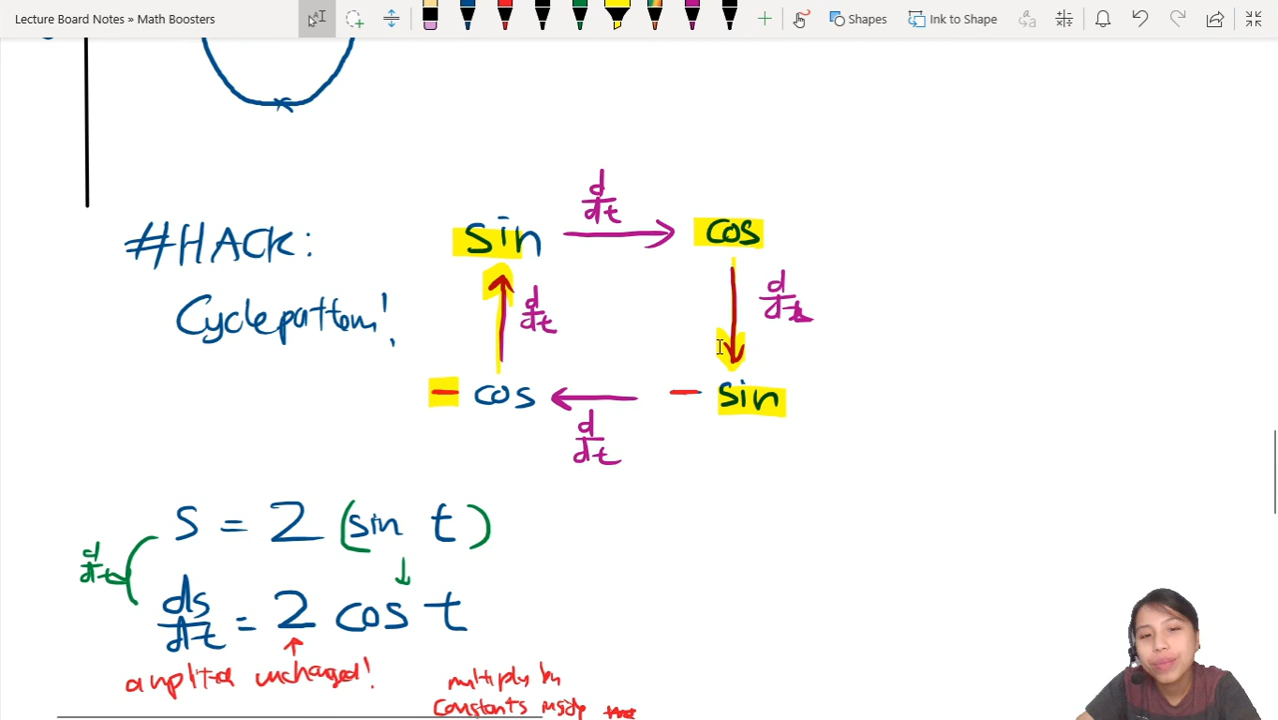 Lecture Board Notes » Math Boosters
Shapes
Ink to Shape
#HACK:
Cycle pattern!
sin d/dt cos
d/dt d/dt
- cos - sin
d/dt
s = 2 (sin t)
d/dt
ds/dt = 2 cos t
unchanged!
multiply by
constants inside